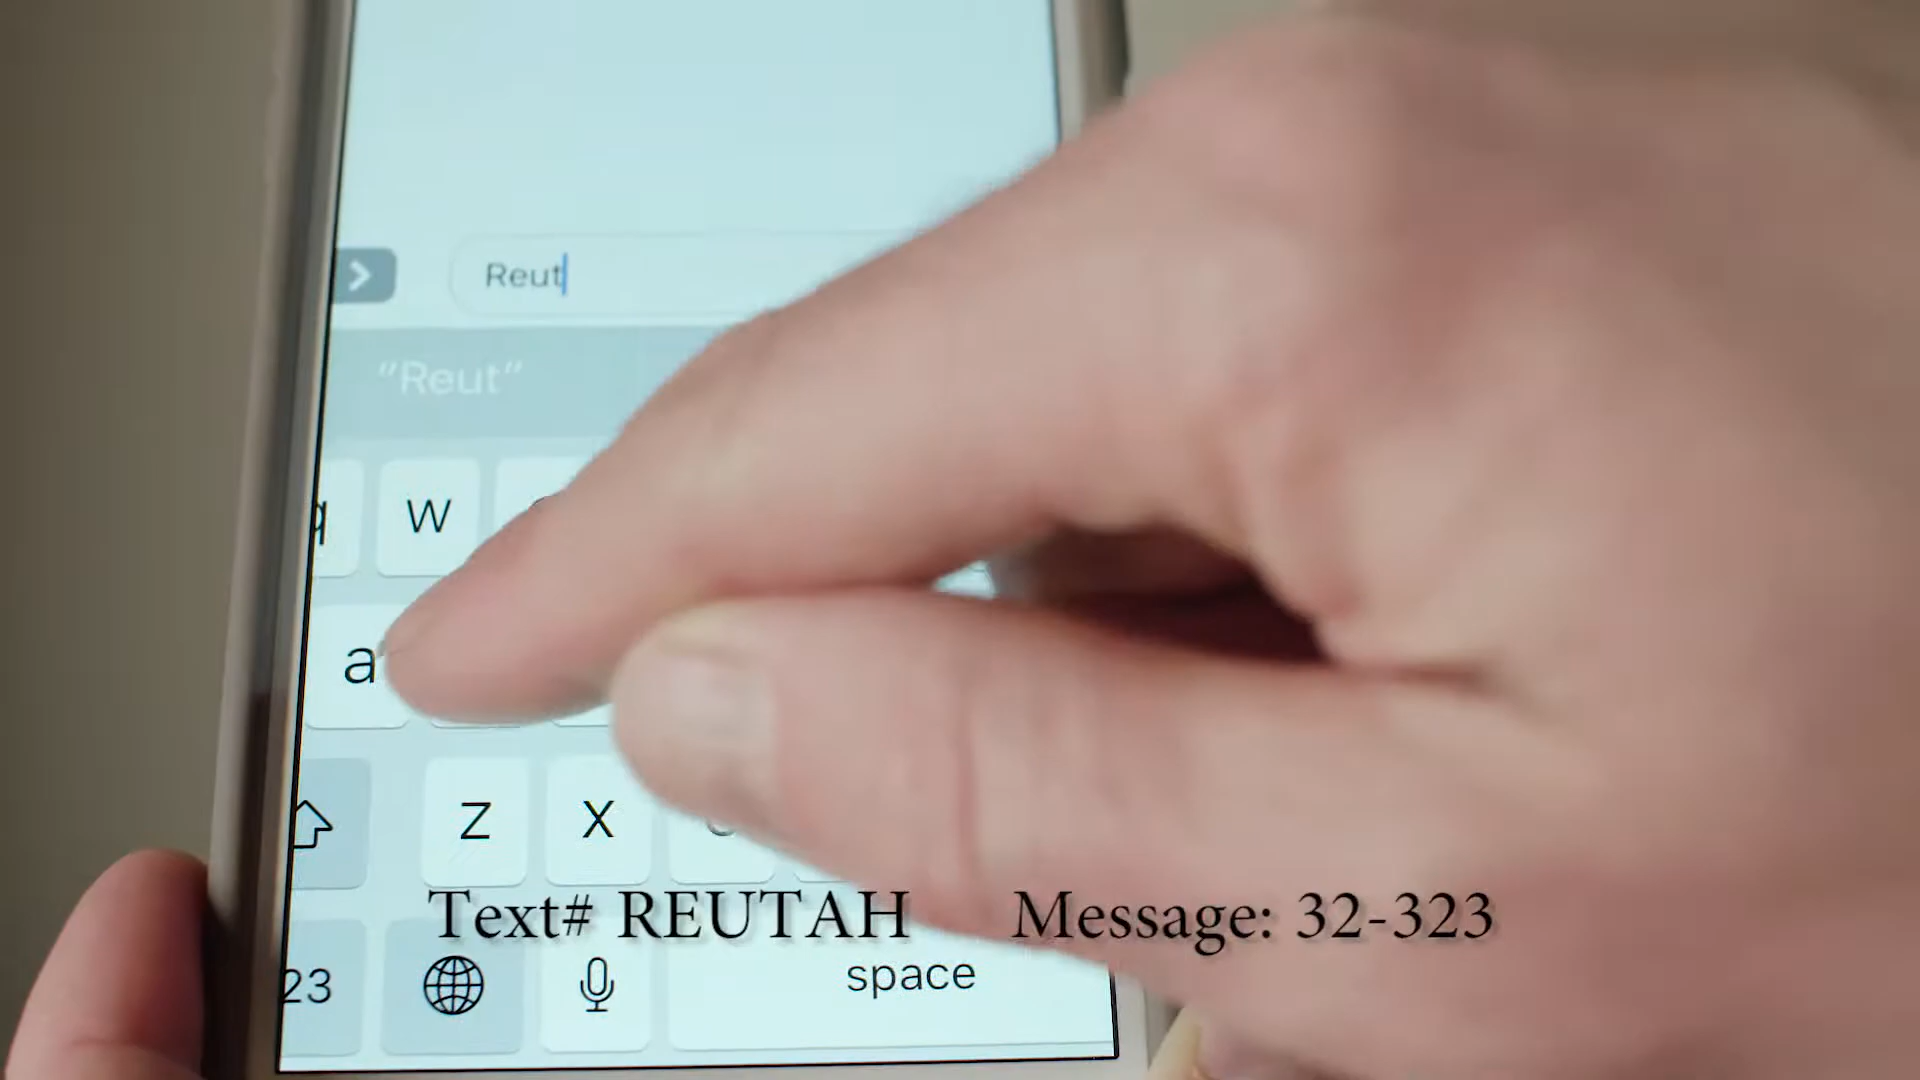 Reut
"Reut"
q w
a
z x
23 space
Text# REUTAH Message: 32-323